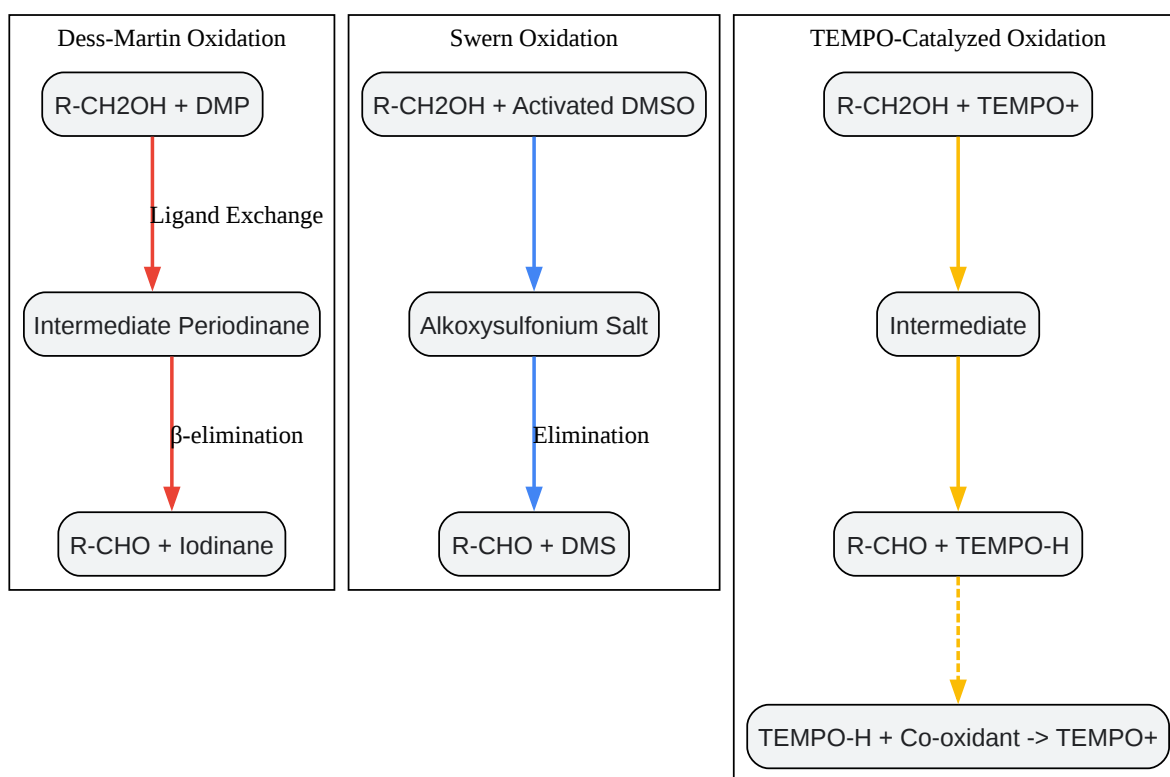 Dess-Martin Oxidation
R-CH2OH + DMP
Ligand Exchange
Intermediate Periodinane
β-elimination
R-CHO + Iodinane
Swern Oxidation
R-CH2OH + Activated DMSO
Alkoxysulfonium Salt
Elimination
R-CHO + DMS
TEMPO-Catalyzed Oxidation
R-CH2OH + TEMPO+
Intermediate
R-CHO + TEMPO-H
TEMPO-H + Co-oxidant -> TEMPO+